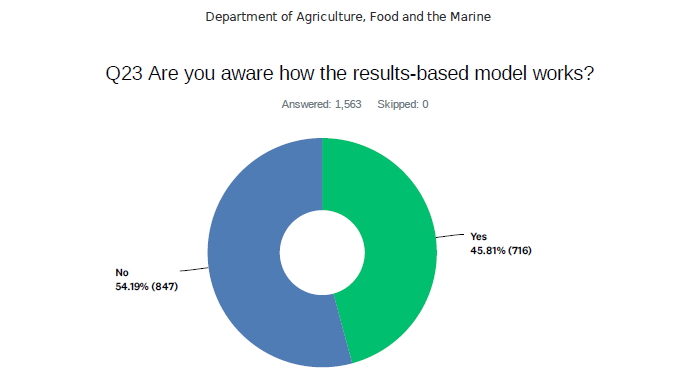 Department of Agriculture, Food and the Marine
Q23 Are you aware how the results-based model works?
Answered: 1,563 Skipped: 0
Yes
45.81% (716)
No
54.19% (847)